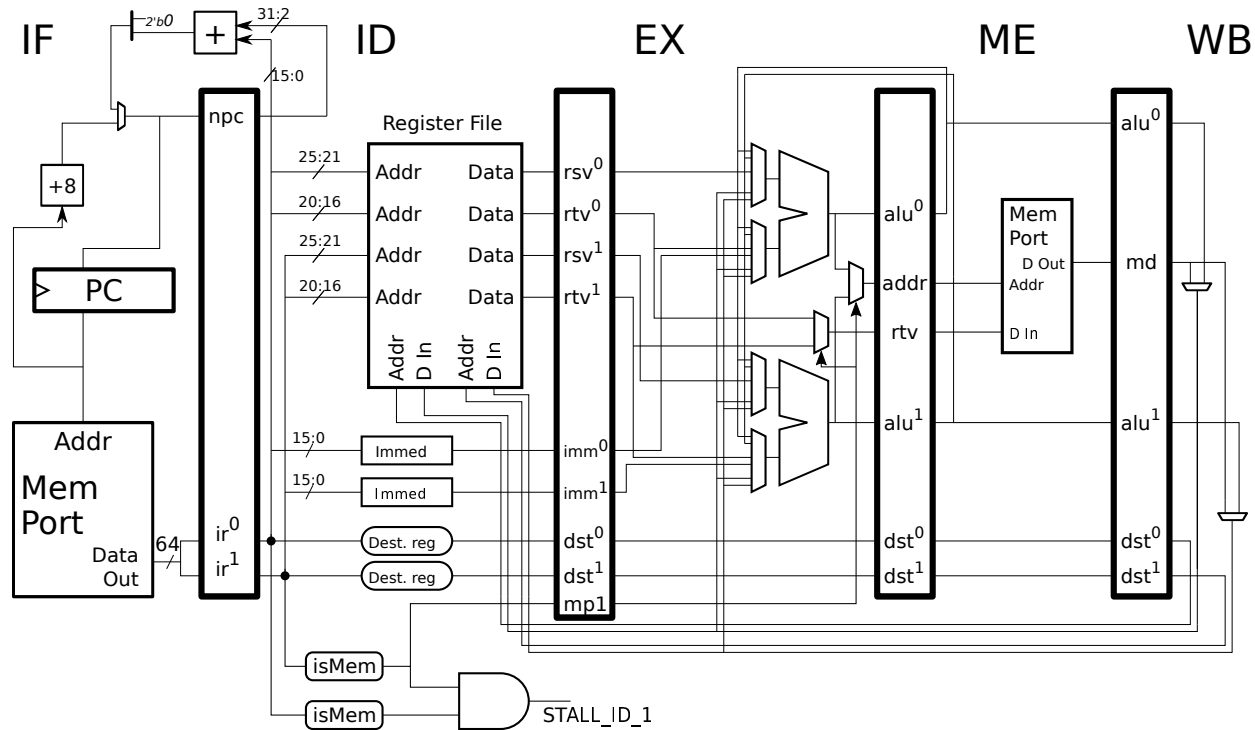 IF
ID
EX
ME
WB
2'b0
+
31:2
15:0
npc
+8
PC
Addr
Mem
Port
Data
Out
64
ir0
ir1
Register File
25:21
Addr
Data
20:16
Addr
Data
25:21
Addr
Data
20:16
Addr
Data
Addr
D In
Addr
D In
15:0
Immed
15:0
Immed
Dest. reg
Dest. reg
isMem
isMem
STALL_ID_1
rsv0
rtv0
rsv1
rtv1
imm0
imm1
dst0
dst1
mp1
alu0
addr
rtv
alu1
dst0
dst1
Mem
Port
D Out
Addr
D In
alu0
md
alu1
dst0
dst1